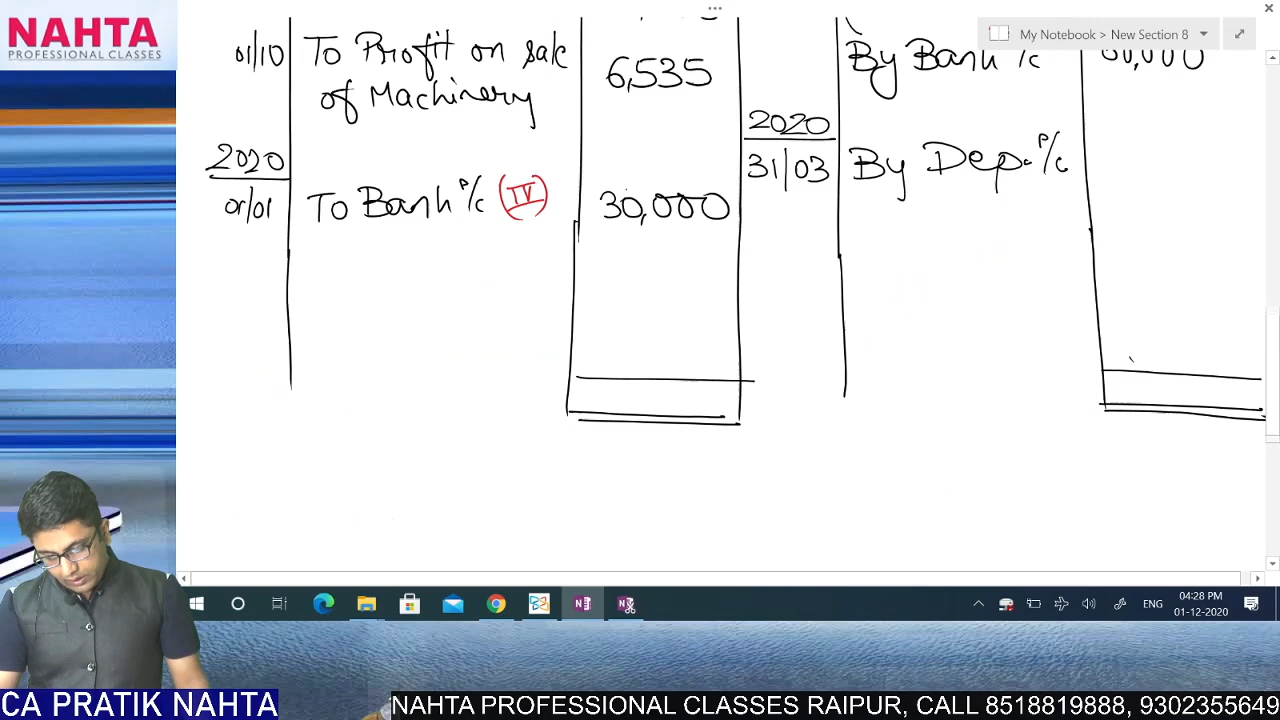 NAHTA
PROFESSIONAL CLASSES
My Notebook > New Section 8
01/10 To Profit on sale
of Machinery 6,535
By Bank A/c
2020
01/01 To Bank A/c (IV) 30,000
2020
31/03 By Dep. A/c
ENG
04:28 PM
01-12-2020
CA PRATIK NAHTA
NAHTA PROFESSIONAL CLASSES RAIPUR, CALL 8518819888, 9302355649